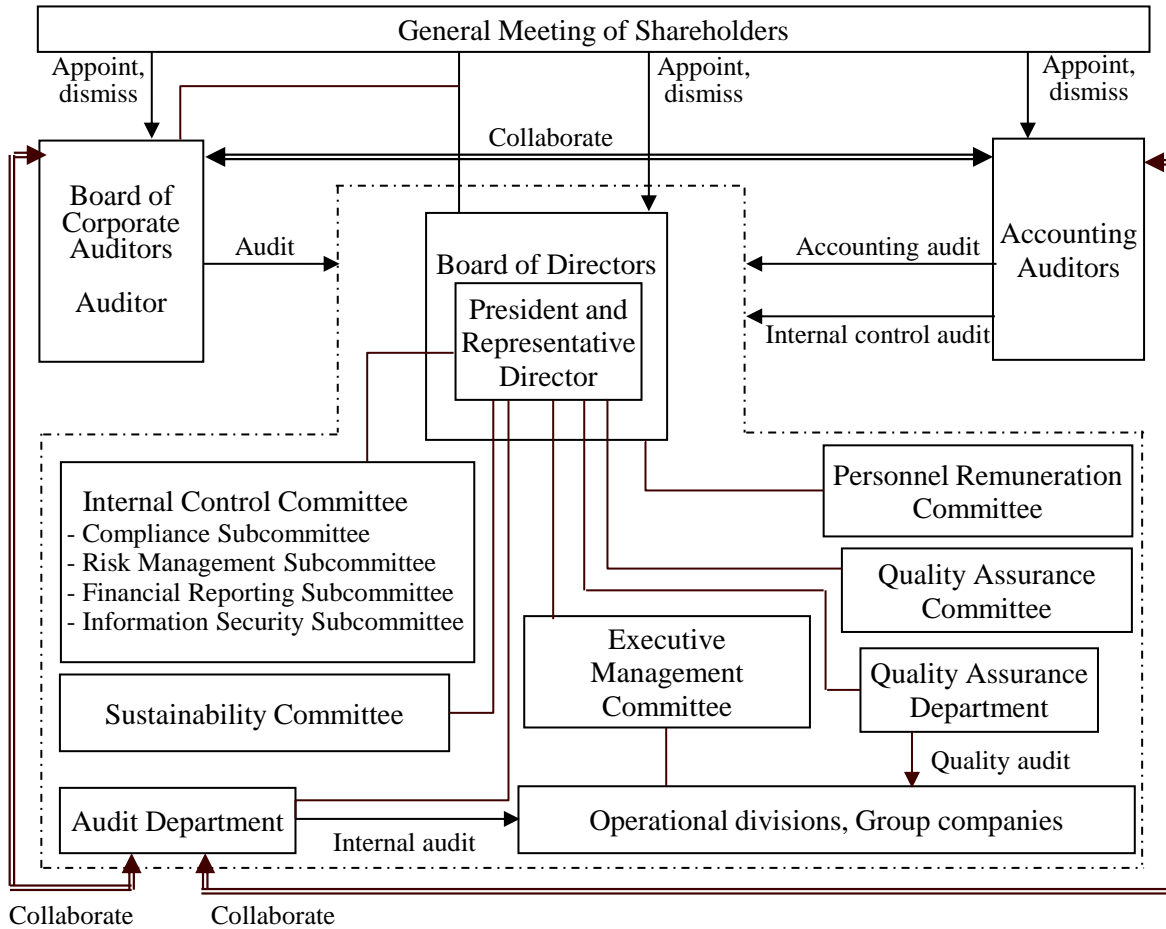 General Meeting of Shareholders
Appoint,
dismiss
Appoint,
dismiss
Appoint,
dismiss
Collaborate
Board of
Corporate
Auditors
Auditor
Audit
Board of Directors
President and
Representative
Director
Accounting audit
Internal control audit
Accounting
Auditors
Internal Control Committee
- Compliance Subcommittee
- Risk Management Subcommittee
- Financial Reporting Subcommittee
- Information Security Subcommittee
Personnel Remuneration
Committee
Quality Assurance
Committee
Executive
Management
Committee
Quality Assurance
Department
Sustainability Committee
Quality audit
Audit Department
Internal audit
Operational divisions, Group companies
Collaborate
Collaborate